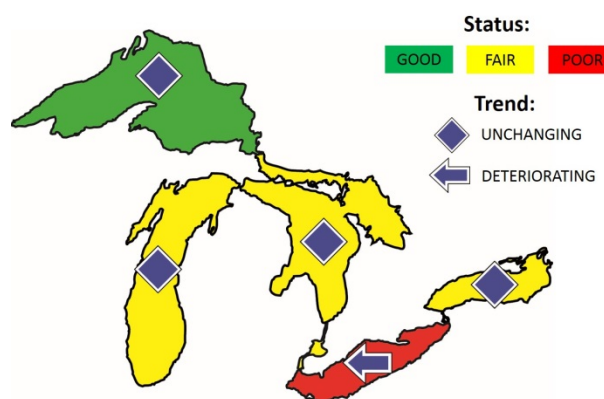 Status:
GOOD FAIR POOR
Trend:
UNCHANGING
DETERIORATING